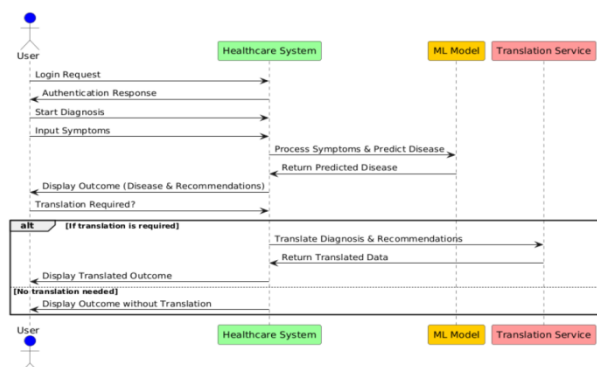 User
Healthcare System
ML Model
Translation Service
Login Request
Authentication Response
Start Diagnosis
Input Symptoms
Process Symptoms & Predict Disease
Return Predicted Disease
Display Outcome (Disease & Recommendations)
Translation Required?
alt [If translation is required]
Translate Diagnosis & Recommendations
Return Translated Data
Display Translated Outcome
[No translation needed]
Display Outcome without Translation
User
Healthcare System
ML Model
Translation Service